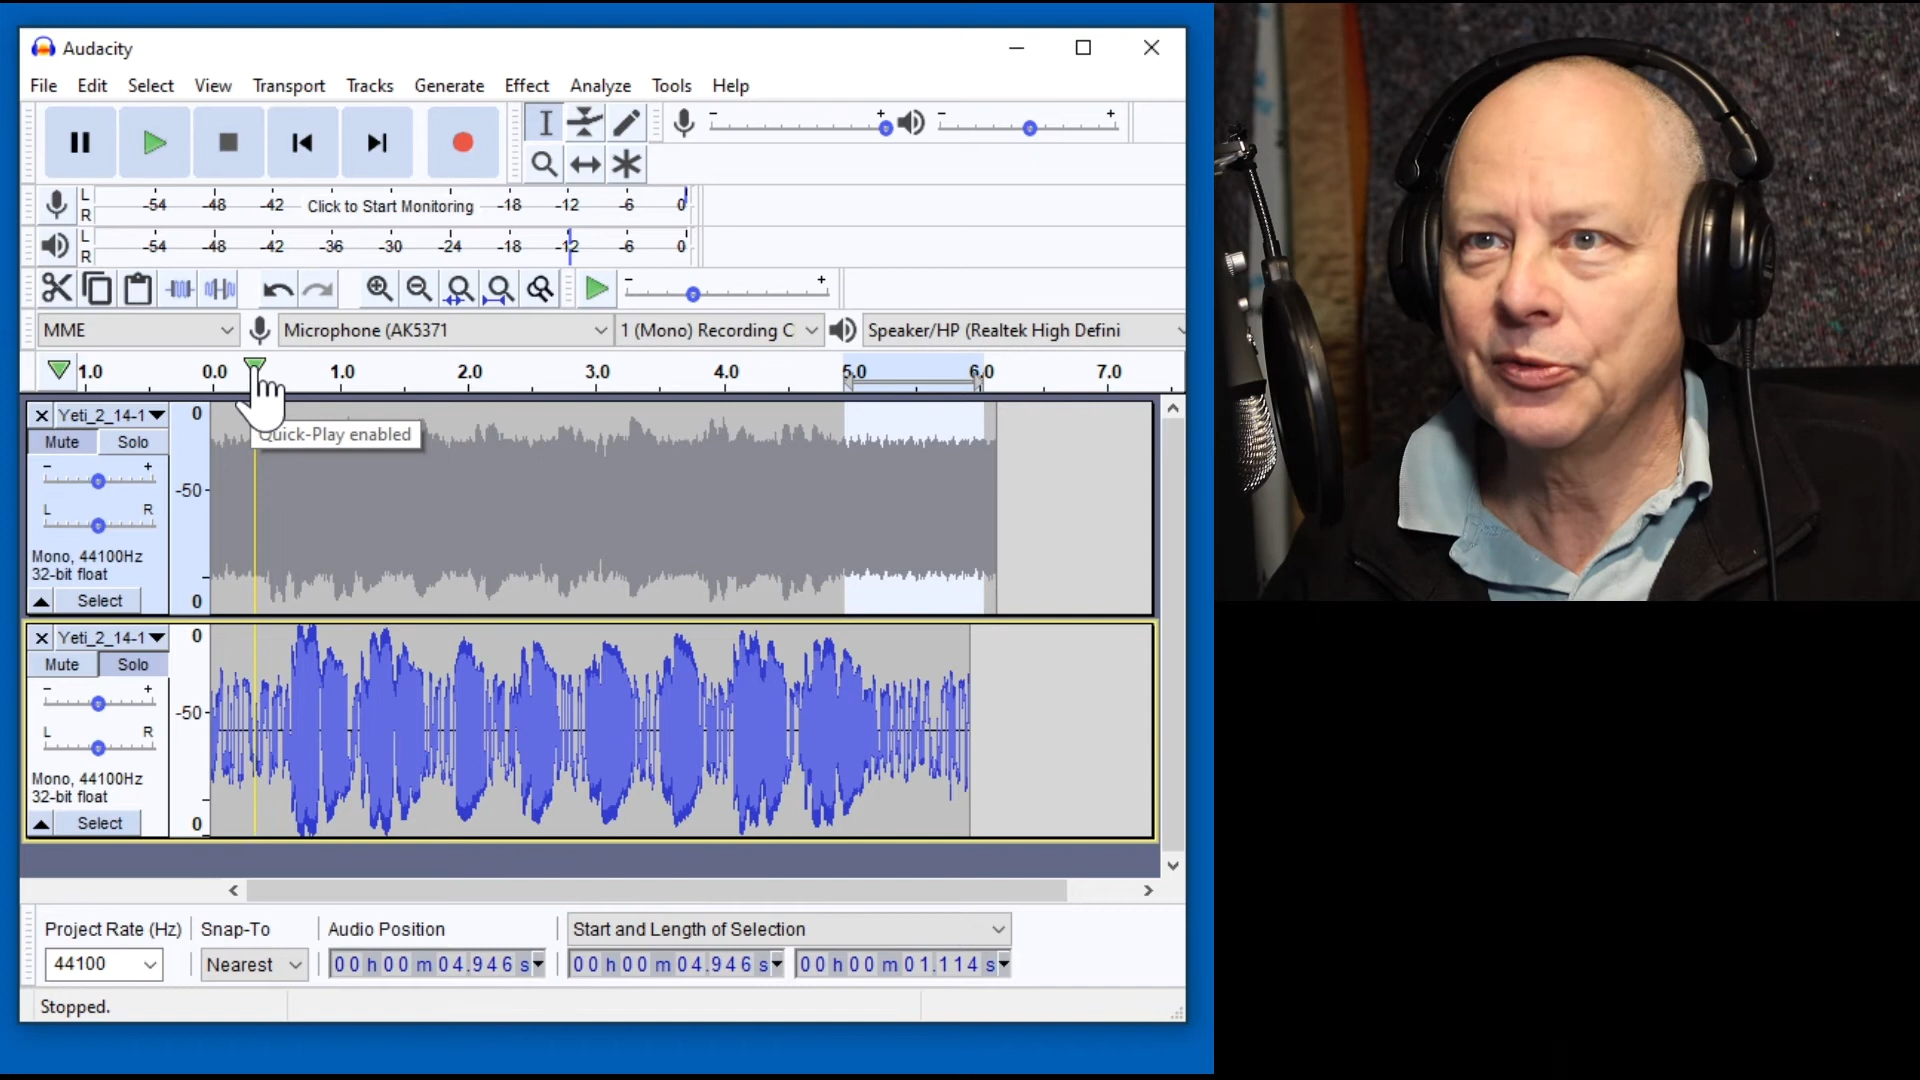 Audacity
File Edit Select View Transport Tracks Generate Effect Analyze Tools Help
- + - +
L
R
-54 -48 -42 Click to Start Monitoring -18 -12 -6 0
L
R
-54 -48 -42 -36 -30 -24 -18 -12 -6 0
- +
MME Microphone (AK5371 1 (Mono) Recording C Speaker/HP (Realtek High Defini
1.0 0.0 1.0 2.0 3.0 4.0 5.0 6.0 7.0
Quick-Play enabled
Yeti_2_14-1 0
Mute Solo
- +
-50
L R
Mono, 44100Hz
32-bit float
Select 0
Yeti_2_14-1 0
Mute Solo
- +
-50
L R
Mono, 44100Hz
32-bit float
Select 0
Project Rate (Hz) Snap-To Audio Position Start and Length of Selection
44100 Nearest 00 h 00 m 04.946 s 00 h 00 m 04.946 s 00 h 00 m 01.114 s
Stopped.